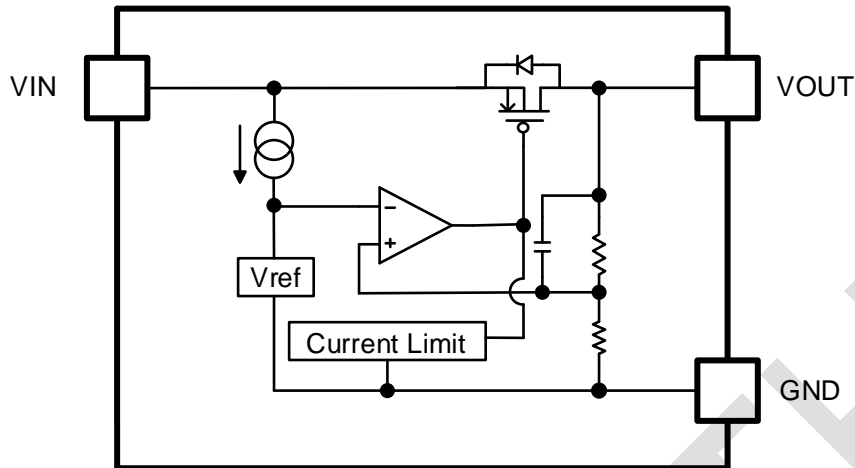 VIN
VOUT
−
+
Vref
Current Limit
GND